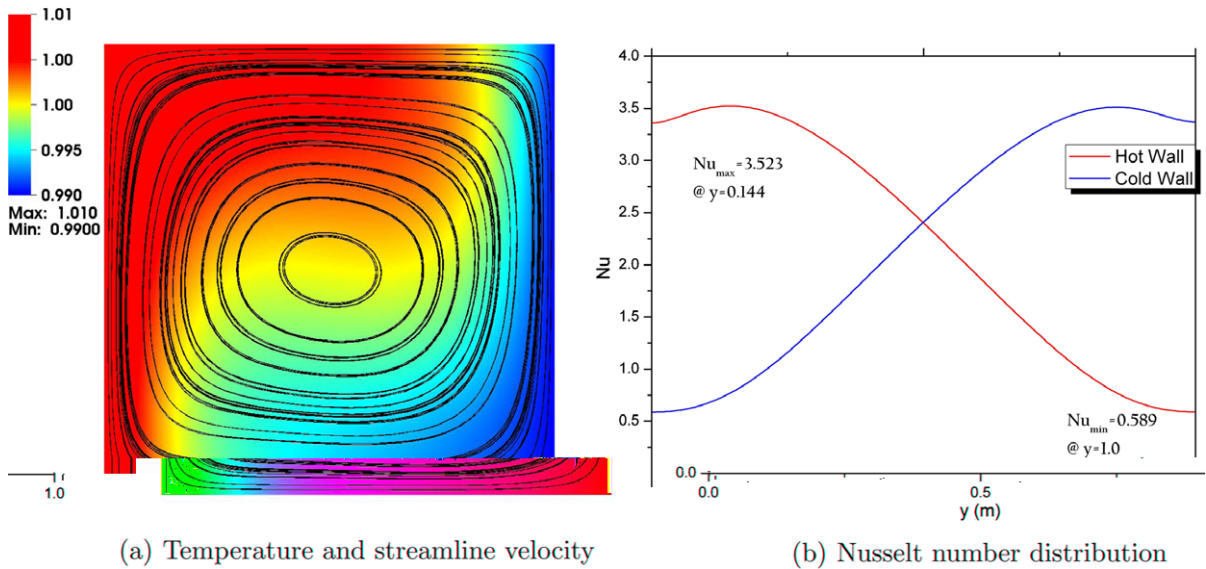 1.01
1.00
1.00
0.995
0.990
Max: 1.010
Min: 0.9900
1.0
(a) Temperature and streamline velocity
4.0
3.5
3.0
2.5
2.0
1.5
1.0
0.5
0.0
Nu
Numax=3.523
@ y=0.144
Hot Wall
Cold Wall
Numin=0.589
@ y=1.0
0.0
0.5
y (m)
(b) Nusselt number distribution